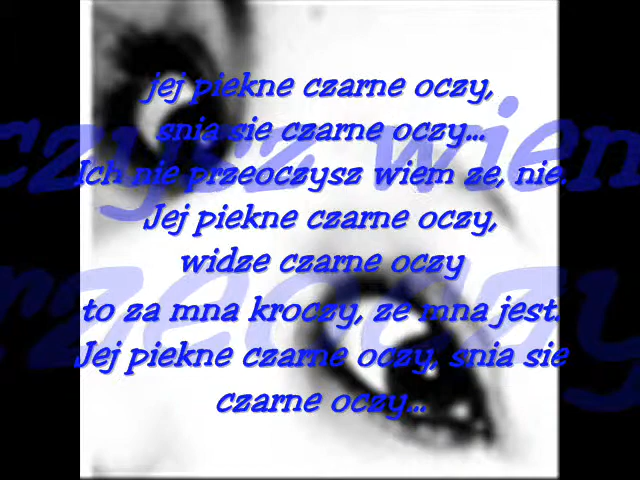 jej piekne czarne oczy,
snia sie czarne oczy...
Ich nie przeoczysz wiem ze, nie.
Jej piekne czarne oczy,
widze czarne oczy
to za mna kroczy, ze mna jest.
Jej piekne czarne oczy, snia sie
czarne oczy...